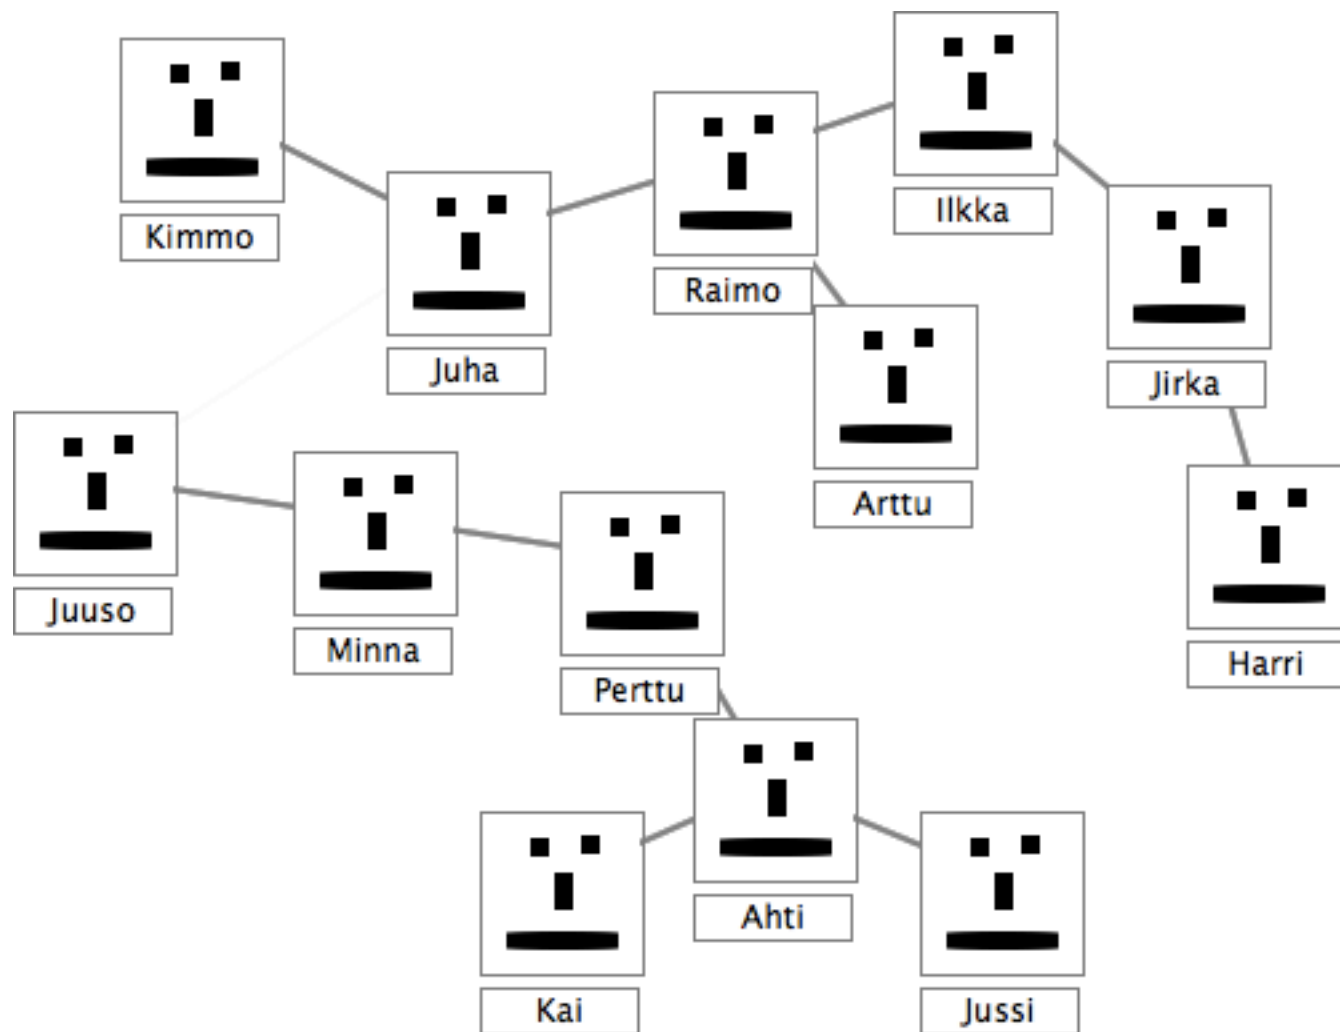 Kimmo
Ilkka
Raimo
Juha
Jirka
Arttu
Juuso
Minna
Perttu
Harri
Ahti
Kai
Jussi